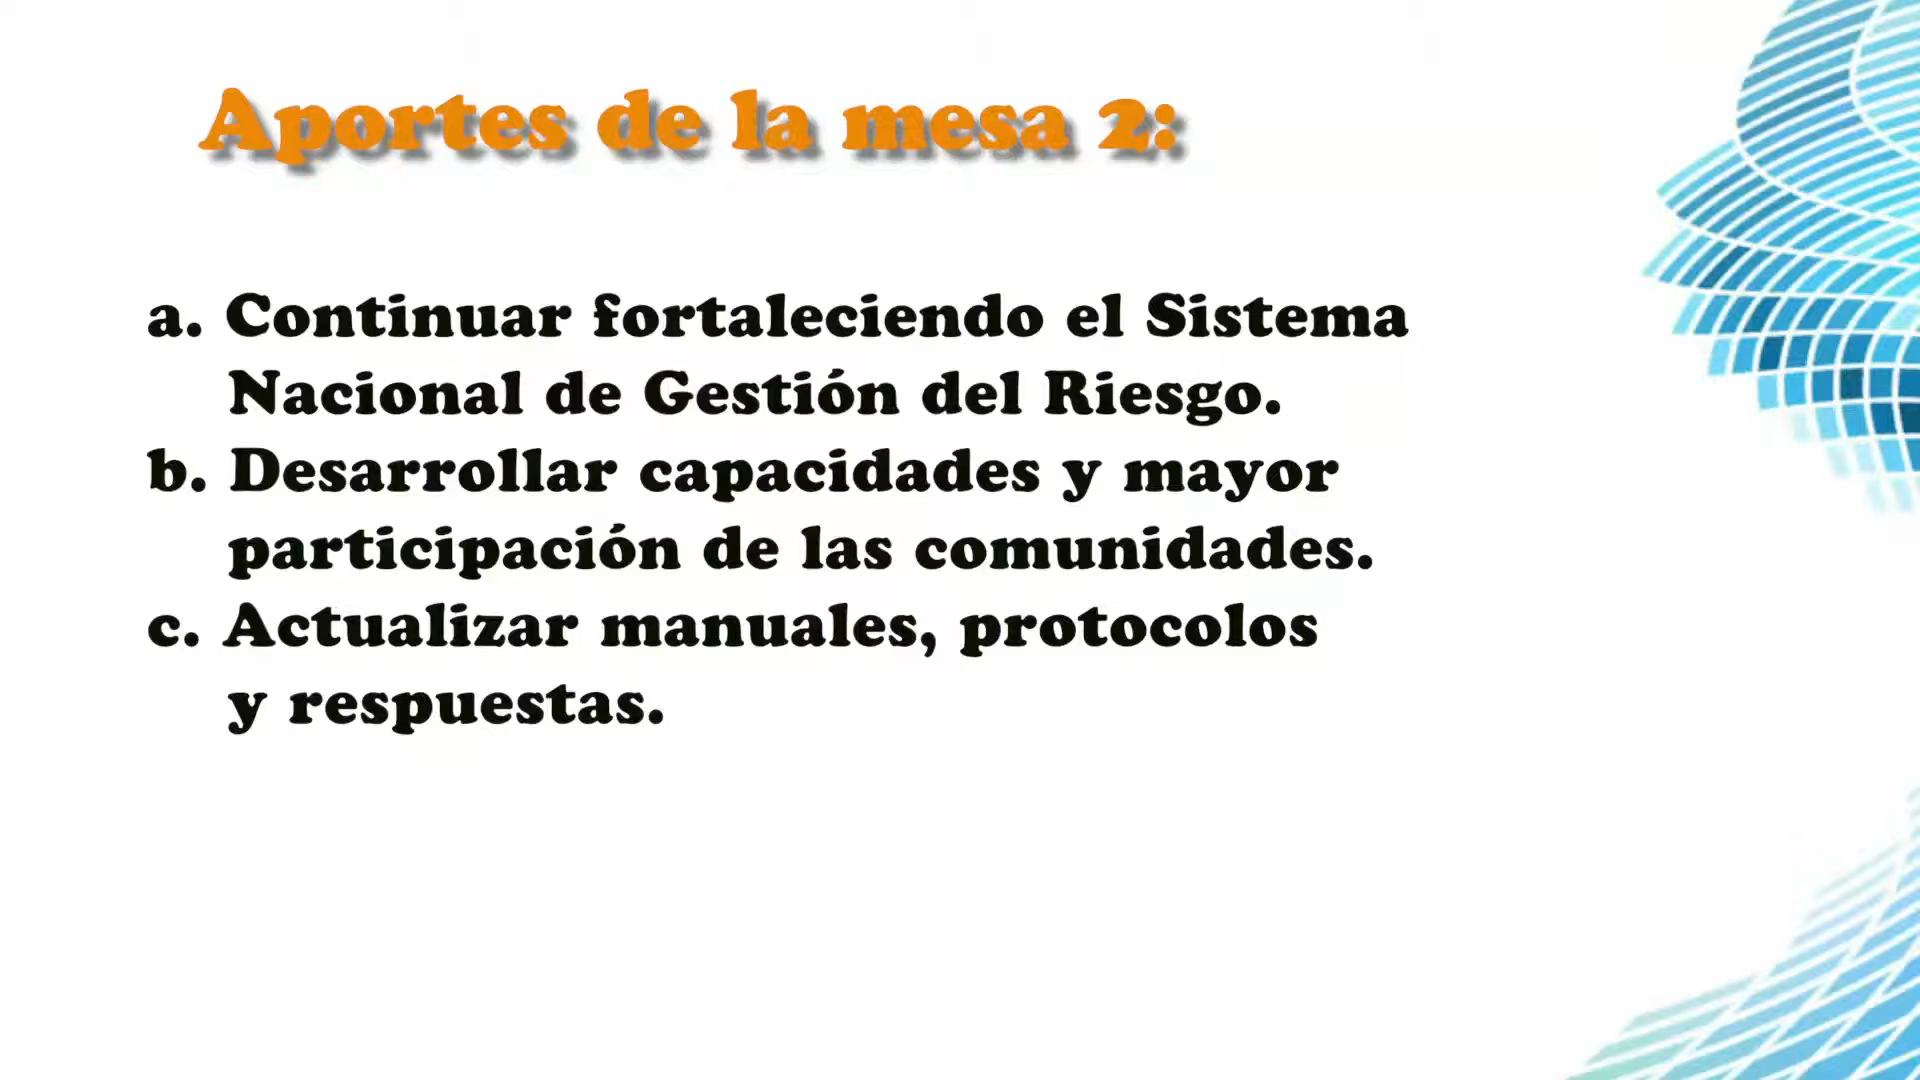 Aportes de la mesa 2:
a. Continuar fortaleciendo el Sistema
Nacional de Gestión del Riesgo.
b. Desarrollar capacidades y mayor
participación de las comunidades.
c. Actualizar manuales, protocolos
y respuestas.